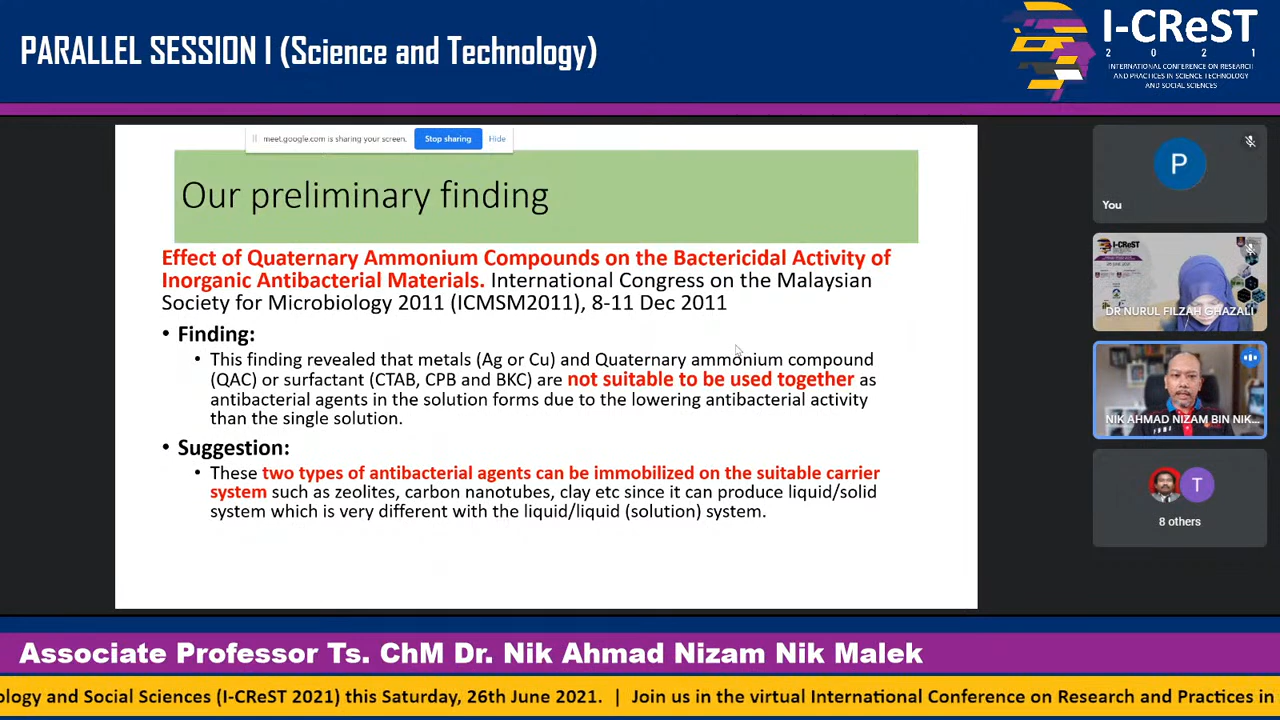 PARALLEL SESSION I (Science and Technology)
I-CReST
2 0 2 1
INTERNATIONAL CONFERENCE ON RESEARCH
AND PRACTICES IN SCIENCE TECHNOLOGY
AND SOCIAL SCIENCES
meet.google.com is sharing your screen.
Stop sharing
Hide
Our preliminary finding
Effect of Quaternary Ammonium Compounds on the Bactericidal Activity of
Inorganic Antibacterial Materials. International Congress on the Malaysian
Society for Microbiology 2011 (ICMSM2011), 8-11 Dec 2011
• Finding:
• This finding revealed that metals (Ag or Cu) and Quaternary ammonium compound
(QAC) or surfactant (CTAB, CPB and BKC) are not suitable to be used together as
antibacterial agents in the solution forms due to the lowering antibacterial activity
than the single solution.
• Suggestion:
• These two types of antibacterial agents can be immobilized on the suitable carrier
system such as zeolites, carbon nanotubes, clay etc since it can produce liquid/solid
system which is very different with the liquid/liquid (solution) system.
P
You
I-CReST
DR NURUL FILZAH GHAZALI
NIK AHMAD NIZAM BIN NIK...
T
8 others
Associate Professor Ts. ChM Dr. Nik Ahmad Nizam Nik Malek
ology and Social Sciences (I-CReST 2021) this Saturday, 26th June 2021. | Join us in the virtual International Conference on Research and Practices in